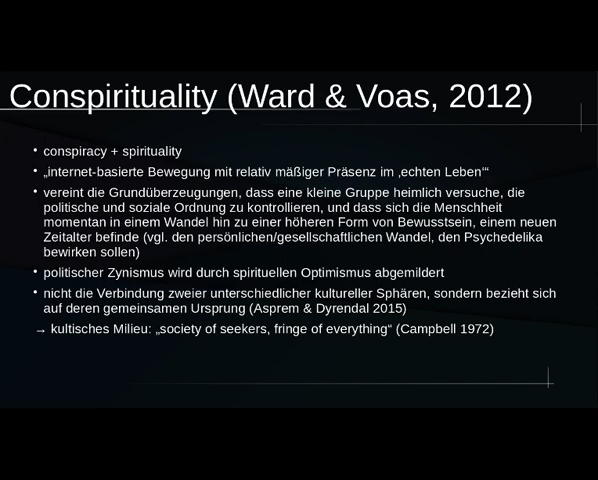 Conspirituality (Ward & Voas, 2012)
• conspiracy + spirituality
• „internet-basierte Bewegung mit relativ mäßiger Präsenz im ‚echten Leben‘“
• vereint die Grundüberzeugungen, dass eine kleine Gruppe heimlich versuche, die
politische und soziale Ordnung zu kontrollieren, und dass sich die Menschheit
momentan in einem Wandel hin zu einer höheren Form von Bewusstsein, einem neuen
Zeitalter befinde (vgl. den persönlichen/gesellschaftlichen Wandel, den Psychedelika
bewirken sollen)
• politischer Zynismus wird durch spirituellen Optimismus abgemildert
• nicht die Verbindung zweier unterschiedlicher kultureller Sphären, sondern bezieht sich
auf deren gemeinsamen Ursprung (Asprem & Dyrendal 2015)
→ kultisches Milieu: „society of seekers, fringe of everything“ (Campbell 1972)